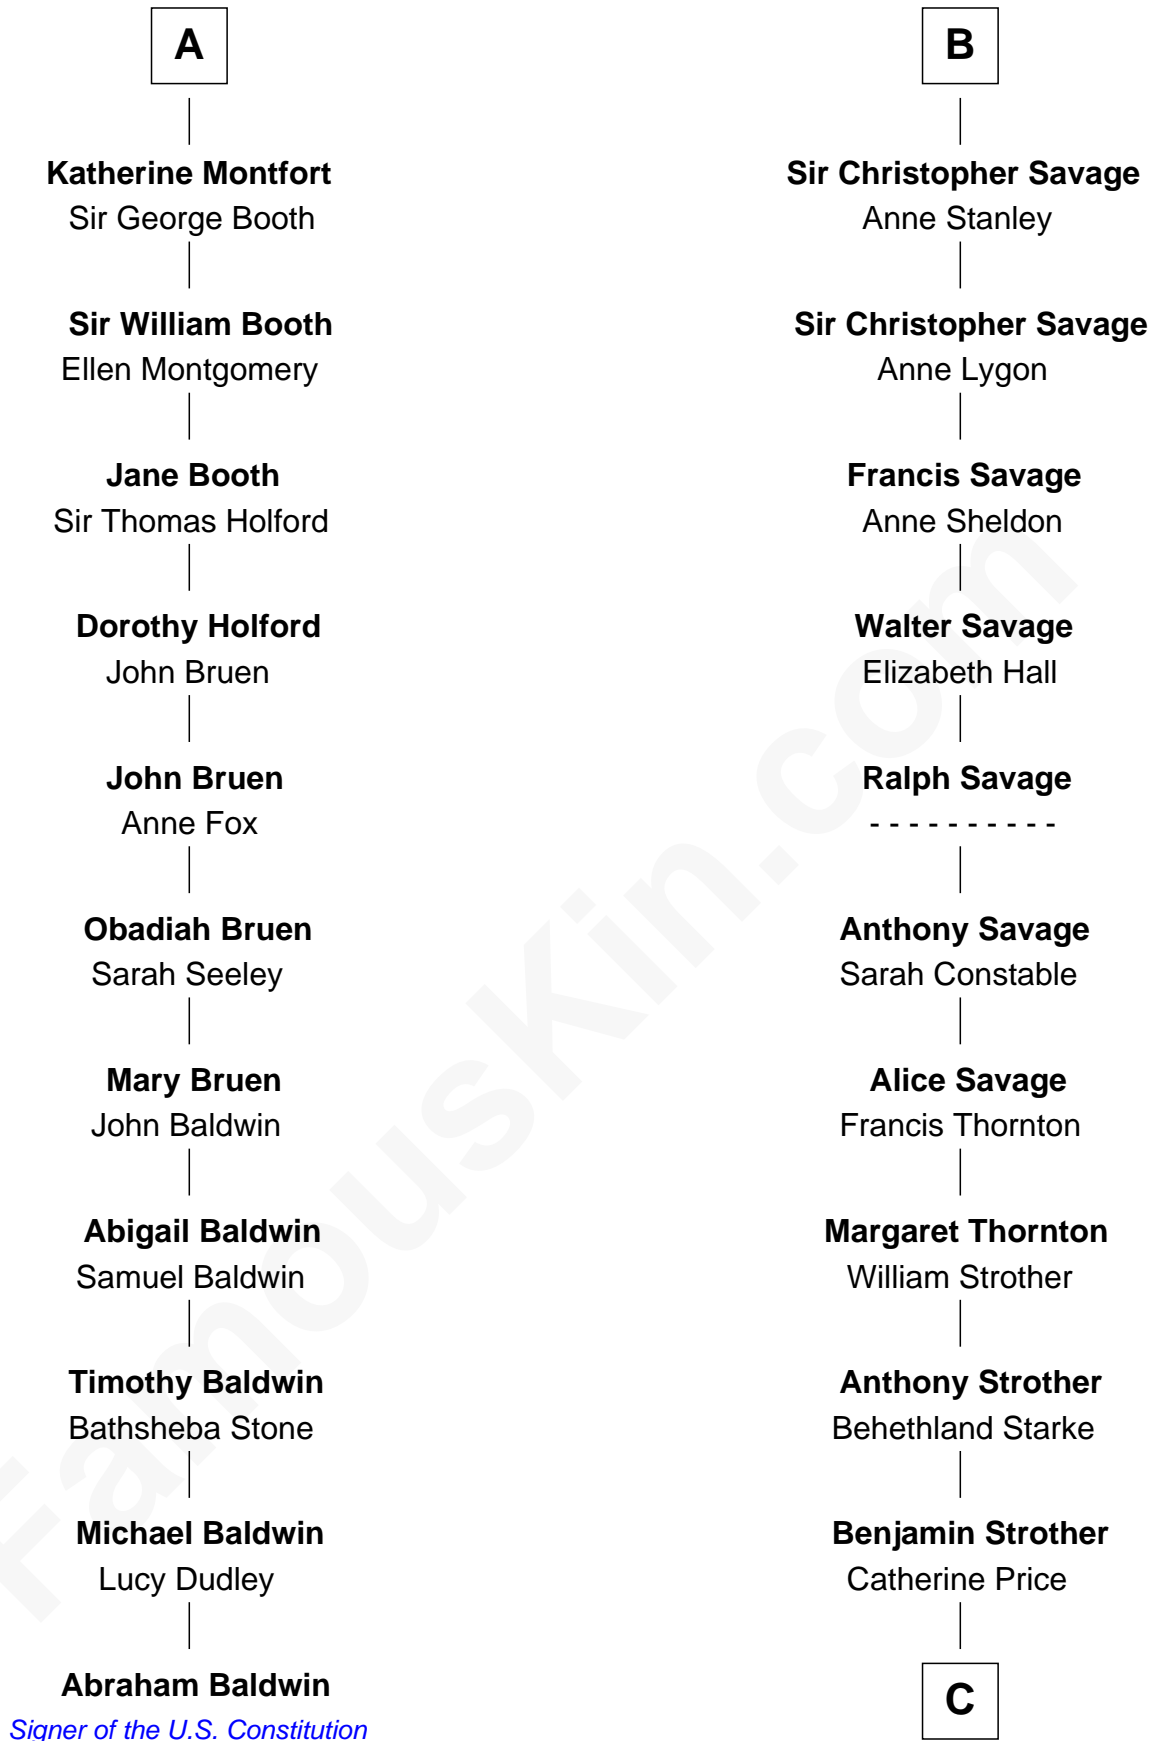 A
Katherine Montfort
Sir George Booth
Sir William Booth
Ellen Montgomery
Jane Booth
Sir Thomas Holford
Dorothy Holford
John Bruen
John Bruen
Anne Fox
Obadiah Bruen
Sarah Seeley
Mary Bruen
John Baldwin
Abigail Baldwin
Samuel Baldwin
Timothy Baldwin
Bathsheba Stone
Michael Baldwin
Lucy Dudley
Abraham Baldwin
Signer of the U.S. Constitution
B
Sir Christopher Savage
Anne Stanley
Sir Christopher Savage
Anne Lygon
Francis Savage
Anne Sheldon
Walter Savage
Elizabeth Hall
Ralph Savage
- - - - - - - - - -
Anthony Savage
Sarah Constable
Alice Savage
Francis Thornton
Margaret Thornton
William Strother
Anthony Strother
Behethland Starke
Benjamin Strother
Catherine Price
C
FamousKin.com